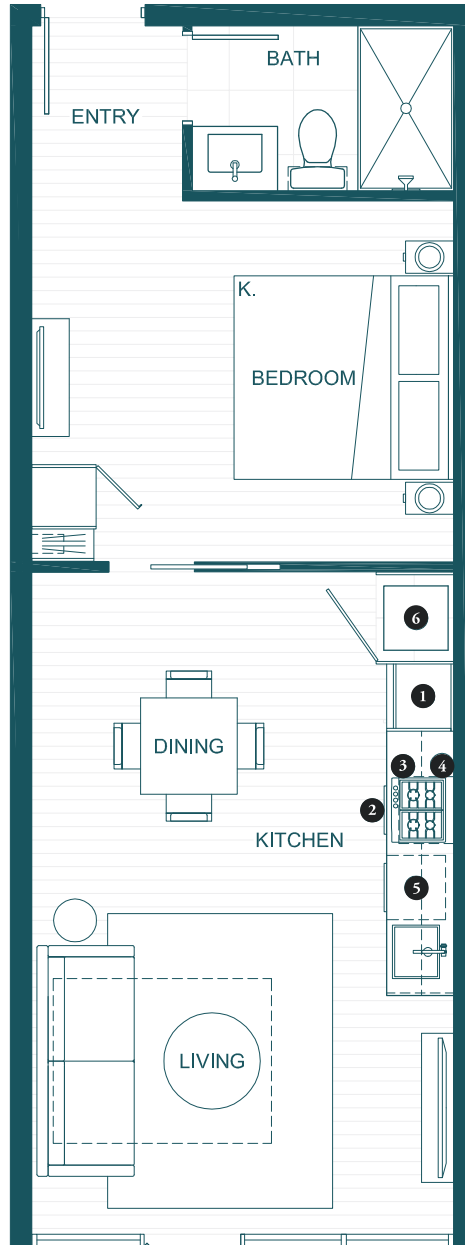 BATH
ENTRY
K.
BEDROOM
6
1
DINING
3 4
2
KITCHEN
5
LIVING